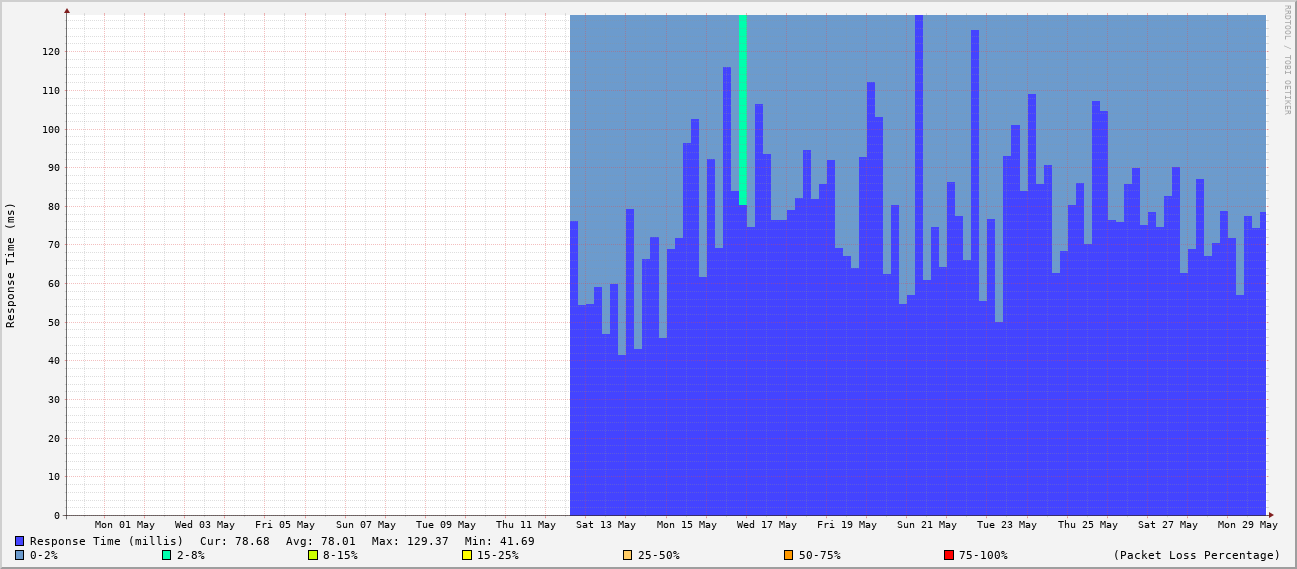 RRDTOOL / TOBI OETIKER
Response Time (ms)
120
110
100
90
80
70
60
50
40
30
20
10
0
Mon 01 May Wed 03 May Fri 05 May Sun 07 May Tue 09 May Thu 11 May Sat 13 May Mon 15 May Wed 17 May Fri 19 May Sun 21 May Tue 23 May Thu 25 May Sat 27 May Mon 29 May
Response Time (millis) Cur: 78.68 Avg: 78.01 Max: 129.37 Min: 41.69
0-2% 2-8% 8-15% 15-25% 25-50% 50-75% 75-100% (Packet Loss Percentage)